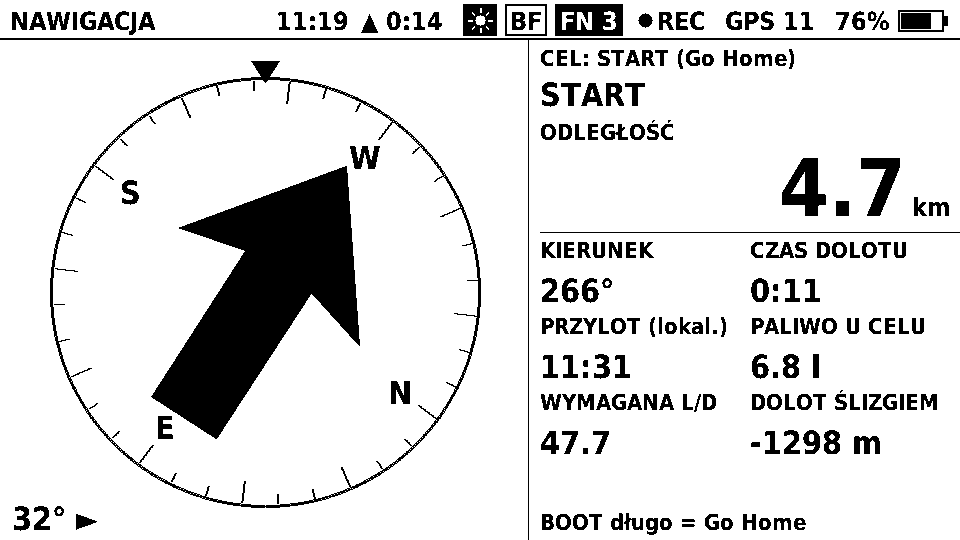 NAWIGACJA 11:19 ▲ 0:14 BF FN 3 ●REC GPS 11 76%
CEL: START (Go Home)
START
ODLEGŁOŚĆ
4.7 km
KIERUNEK CZAS DOLOTU
266° 0:11
PRZYLOT (lokal.) PALIWO U CELU
11:31 6.8 l
WYMAGANA L/D DOLOT ŚLIZGIEM
47.7 -1298 m
BOOT długo = Go Home
W
S
N
E
32° ►